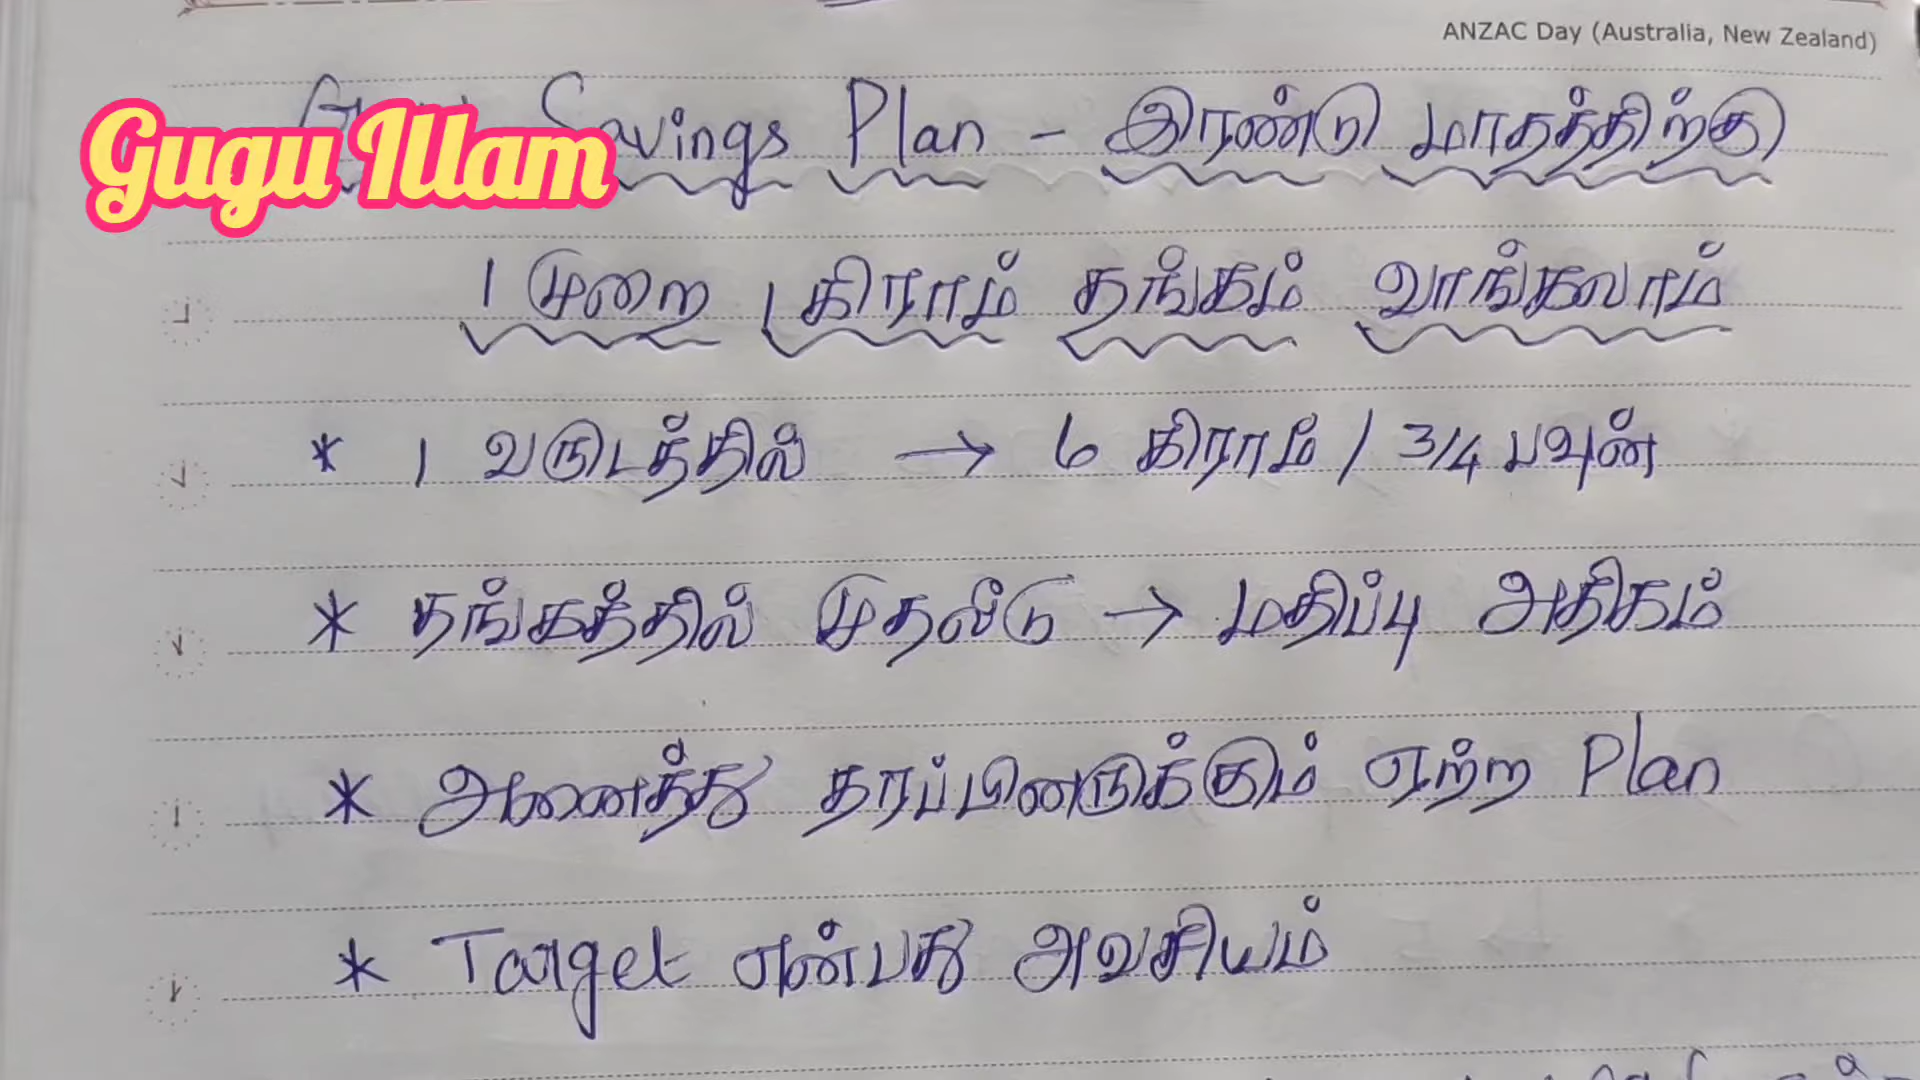 ANZAC Day (Australia, New Zealand)
Gugu Illam
Savings Plan - இரண்டு மாதத்திற்கு
1 முறை 1 கிராம் தங்கம் வாங்கலாம்
* 1 வருடத்தில் → 6 கிராம் / 3/4 பவுன்
* தங்கத்தில் முதலீடு → மதிப்பு அதிகம்
* அனைத்து தரப்பினருக்கும் ஏற்ற Plan
* Target என்பது அவசியம்